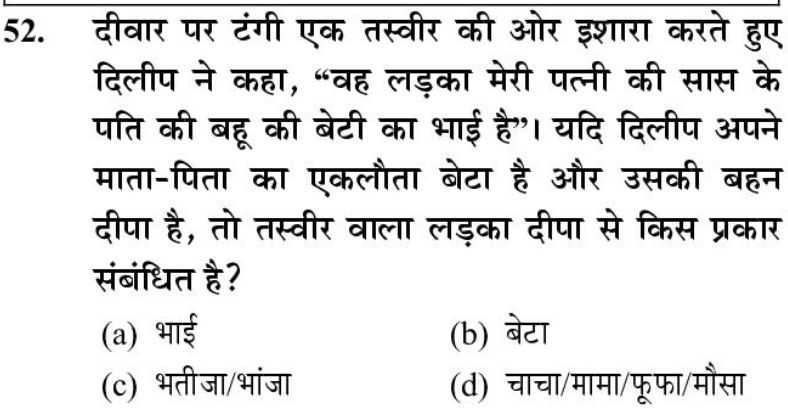 52. दीवार पर टंगी एक तस्वीर की ओर इशारा करते हुए
दिलीप ने कहा, “वह लड़का मेरी पत्नी की सास के
पति की बहू की बेटी का भाई है”। यदि दिलीप अपने
माता-पिता का एकलौता बेटा है और उसकी बहन
दीपा है, तो तस्वीर वाला लड़का दीपा से किस प्रकार
संबंधित है?
(a) भाई (b) बेटा
(c) भतीजा/भांजा (d) चाचा/मामा/फूफा/मौसा